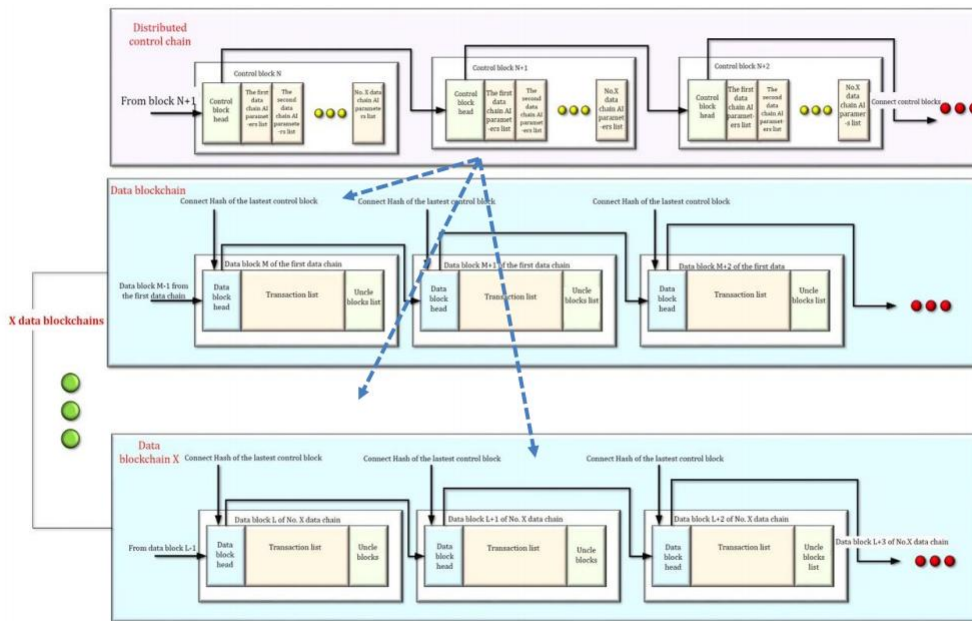 Distributed
control chain
Control block N
Control block N+1
Control block N+2
From block N+1
Control
block
head
The first
data
chain AI
paramet-
ers list
The
second
data
chain AI
paramete-
rs list
No. X data
chain AI
paramete-
rs list
Control
block
head
The first
data
chain AI
paramet-
ers list
The
second
data
chain AI
paramet-
ers list
No.X
data
chain AI
paramet-
ers list
Control
block
head
The first
data
chain AI
paramet-
ers list
The
second
data
chain AI
paramet-
ers list
No.X
data
chain AI
paramer
-s list
Connect control blocks
Data blockchain
Connect Hash of the lastest control block
Connect Hash of the lastest control block
Connect Hash of the lastest control block
Data block M of the first data chain
Data block M+1 of the first data chain
Data block M+2 of the first data
Data block M-1 from
the first data chain
Data
block
head
Transaction list
Uncle
blocks list
Data
block
head
Transaction list
Uncle
blocks list
Data
block
head
Transaction list
Uncle
blocks list
X data blockchains
Data
blockchain X
Connect Hash of the lastest control block
Connect Hash of the lastest control block
Connect Hash of the lastest control block
Data block L of No. X data chain
Data block L+1 of No. X data chain
Data block L+2 of No. X data chain
From data block L-1
Data
block
head
Transaction list
Uncle
blocks
Data
block
head
Transaction list
Uncle
blocks
Data
block
head
Transaction list
Uncle
blocks
list
Data block L+3 of No.X data chain